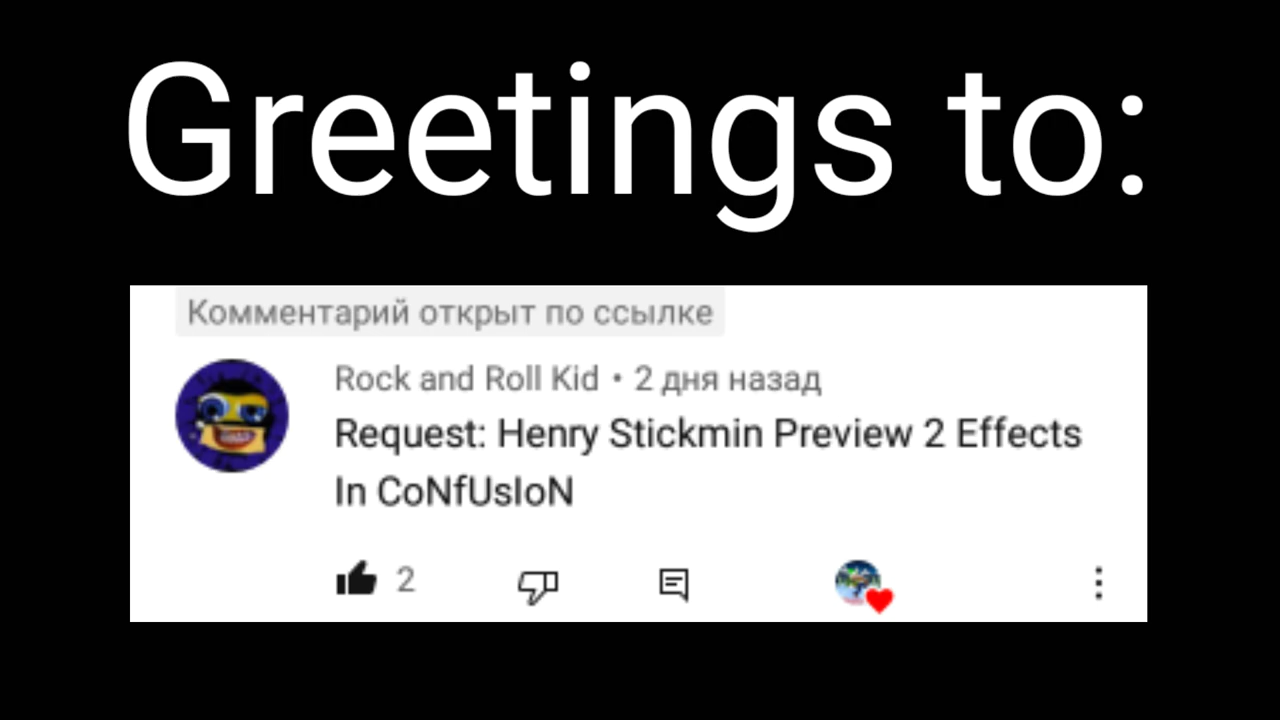 Greetings to:
Комментарий открыт по ссылке
Rock and Roll Kid • 2 дня назад
Request: Henry Stickmin Preview 2 Effects
In CoNfUsIoN
2